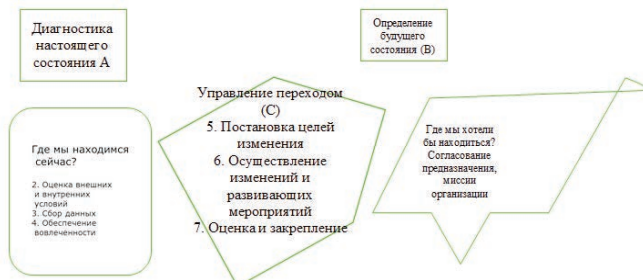 Диагностика
настоящего
состояния А
Определение
будущего
состояния (В)
Управление переходом
(С)
5. Постановка целей
изменения
6. Осуществление
изменений и
развивающих
мероприятий
7. Оценка и закрепление
Где мы находимся
сейчас?
2. Оценка внешних
и внутренних
условий
3. Сбор данных
4. Обеспечение
вовлеченности
Где мы хотели
бы находиться?
Согласование
предназначения,
миссии
организации